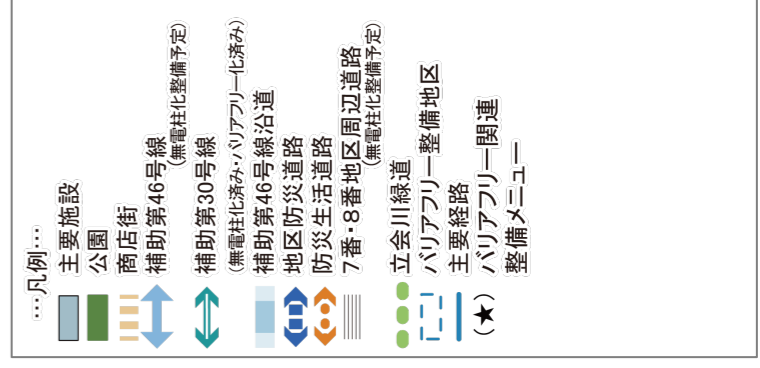 …凡例…
主要施設
公園
商店街
補助第46号線
(無電柱化整備予定)
補助第30号線
(無電柱化済み・バリアフリー化済み)
補助第46号線沿道
地区防災道路
防災生活道路
7番・8番地区周辺道路
(無電柱化整備予定)
立会川緑道
バリアフリー整備地区
主要経路
(★)バリアフリー関連
整備メニュー